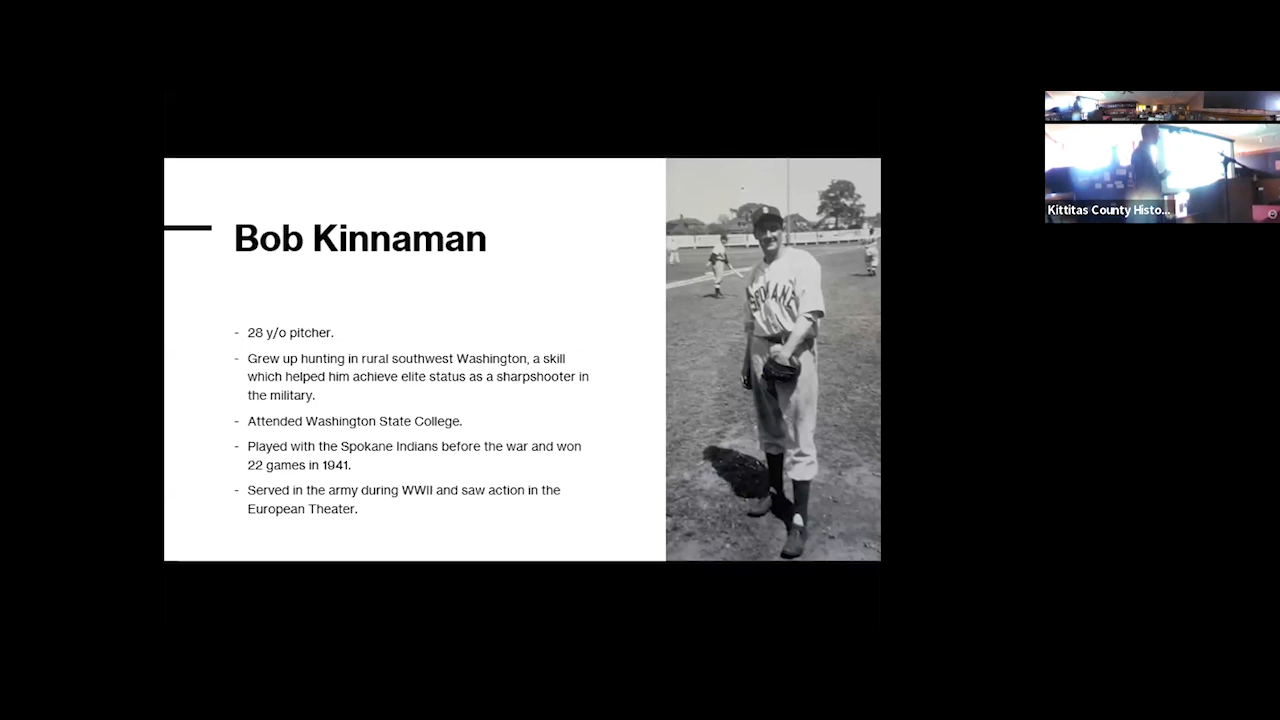 Bob Kinnaman
- 28 y/o pitcher.
- Grew up hunting in rural southwest Washington, a skill
which helped him achieve elite status as a sharpshooter in
the military.
- Attended Washington State College.
- Played with the Spokane Indians before the war and won
22 games in 1941.
- Served in the army during WWII and saw action in the
European Theater.
SPOKANE
Kittitas County Histo...